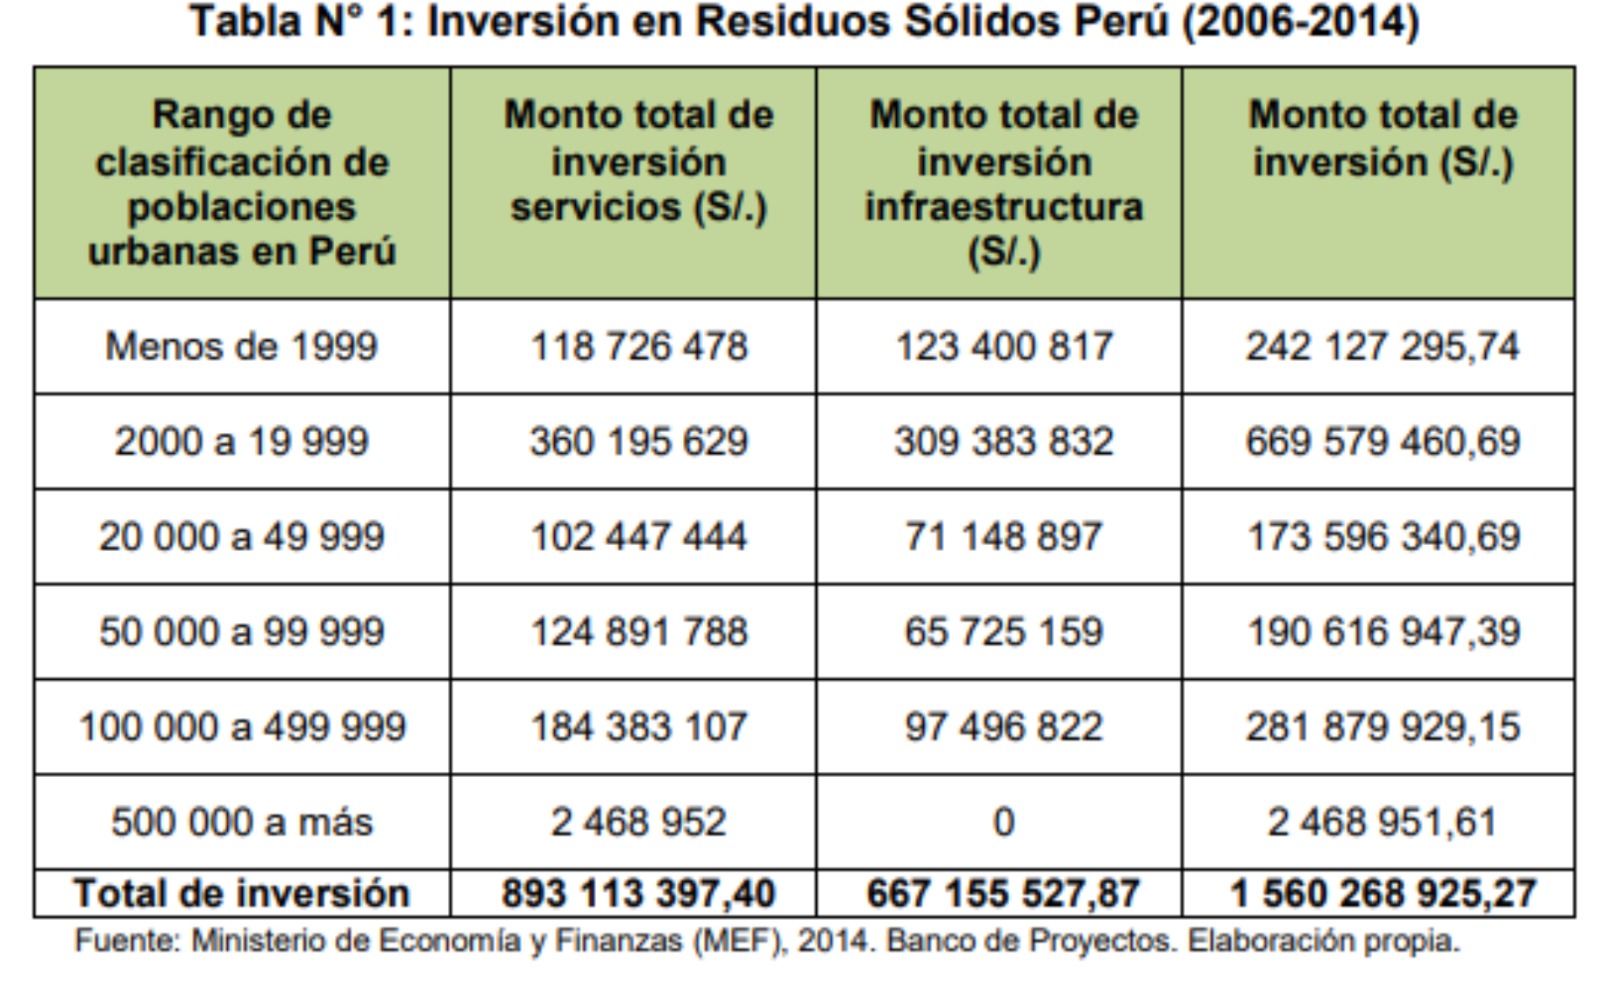 Tabla N° 1: Inversión en Residuos Sólidos Perú (2006-2014)
Rango de clasificación de poblaciones urbanas en Perú | Monto total de inversión servicios (S/.) | Monto total de inversión infraestructura (S/.) | Monto total de inversión (S/.)
Menos de 1999 | 118 726 478 | 123 400 817 | 242 127 295,74
2000 a 19 999 | 360 195 629 | 309 383 832 | 669 579 460,69
20 000 a 49 999 | 102 447 444 | 71 148 897 | 173 596 340,69
50 000 a 99 999 | 124 891 788 | 65 725 159 | 190 616 947,39
100 000 a 499 999 | 184 383 107 | 97 496 822 | 281 879 929,15
500 000 a más | 2 468 952 | 0 | 2 468 951,61
Total de inversión | 893 113 397,40 | 667 155 527,87 | 1 560 268 925,27
Fuente: Ministerio de Economía y Finanzas (MEF), 2014. Banco de Proyectos. Elaboración propia.